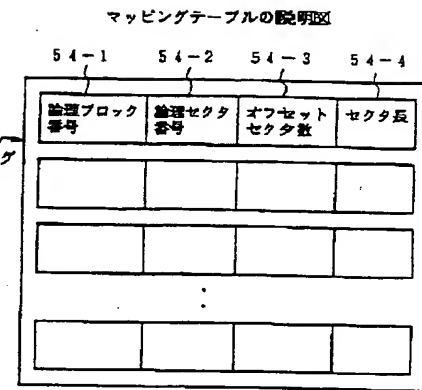 マッピングテーブルの説明図
54-1 54-2 54-3 54-4
論理ブロック番号 論理セクタ番号 オフセットセクタ数 セクタ長
グ